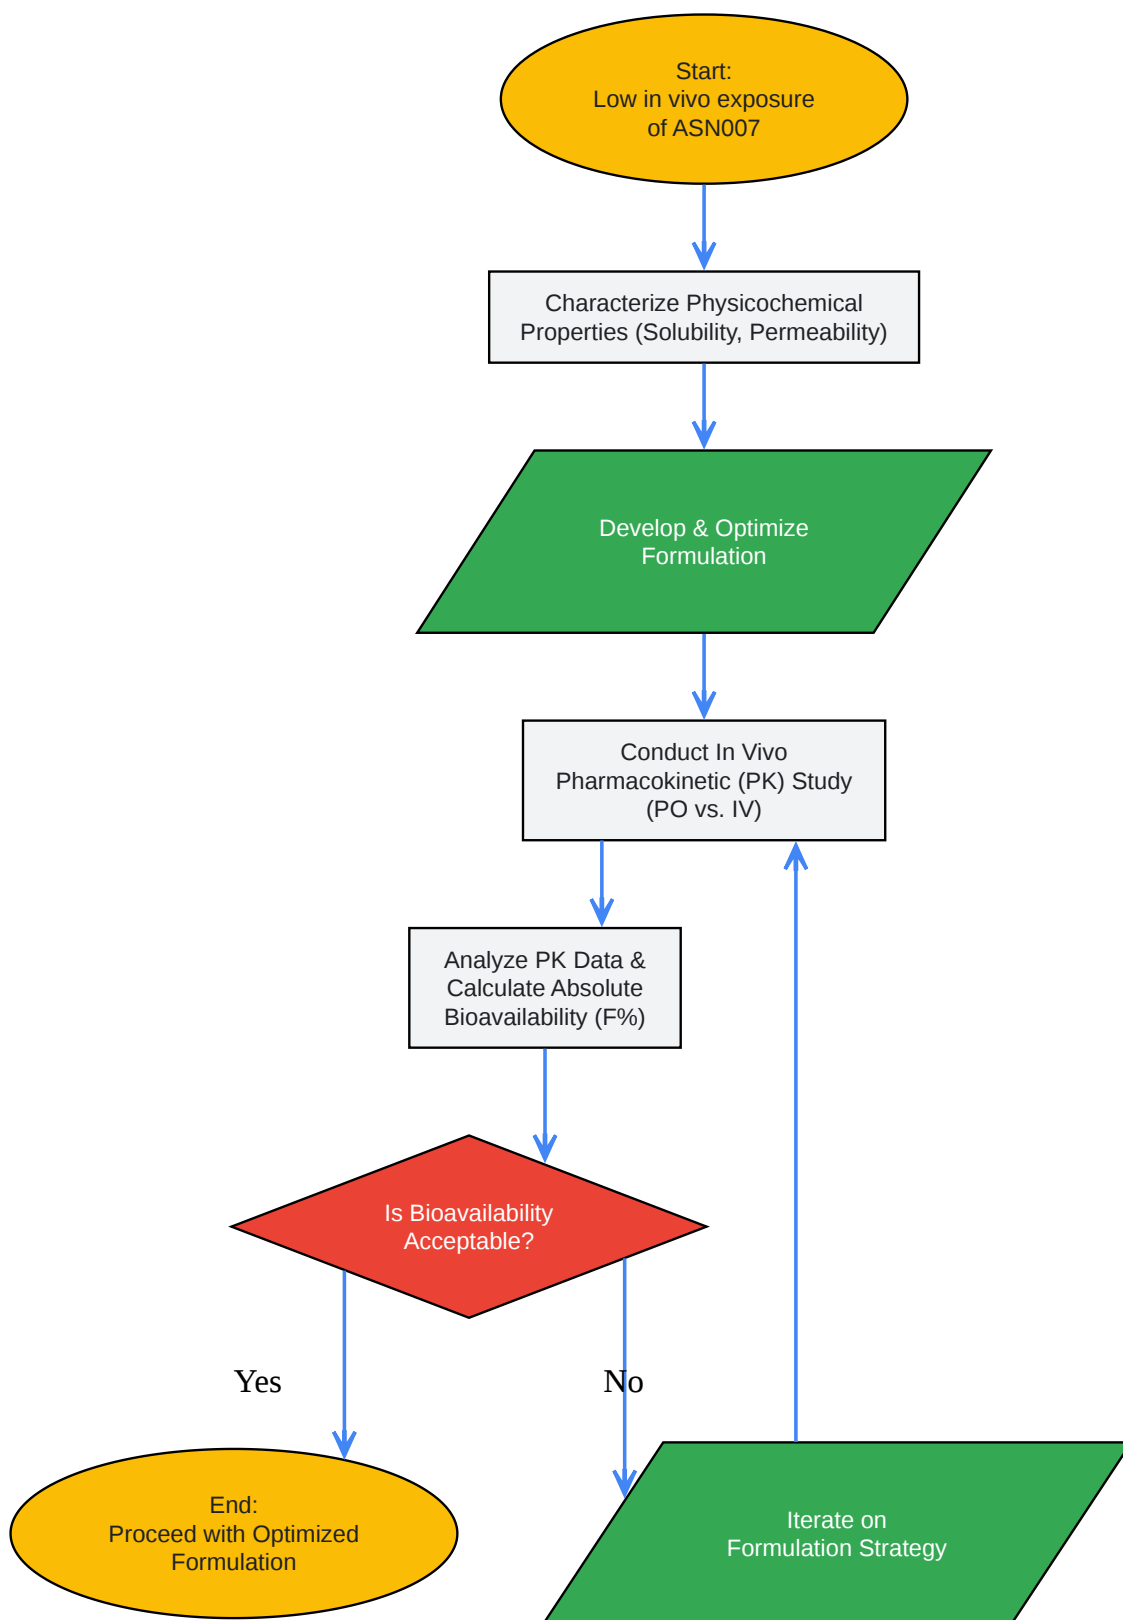 Start:
Low in vivo exposure
of ASN007
Characterize Physicochemical
Properties (Solubility, Permeability)
Develop & Optimize
Formulation
Conduct In Vivo
Pharmacokinetic (PK) Study
(PO vs. IV)
Analyze PK Data &
Calculate Absolute
Bioavailability (F%)
Is Bioavailability
Acceptable?
Yes
No
End:
Proceed with Optimized
Formulation
Iterate on
Formulation Strategy